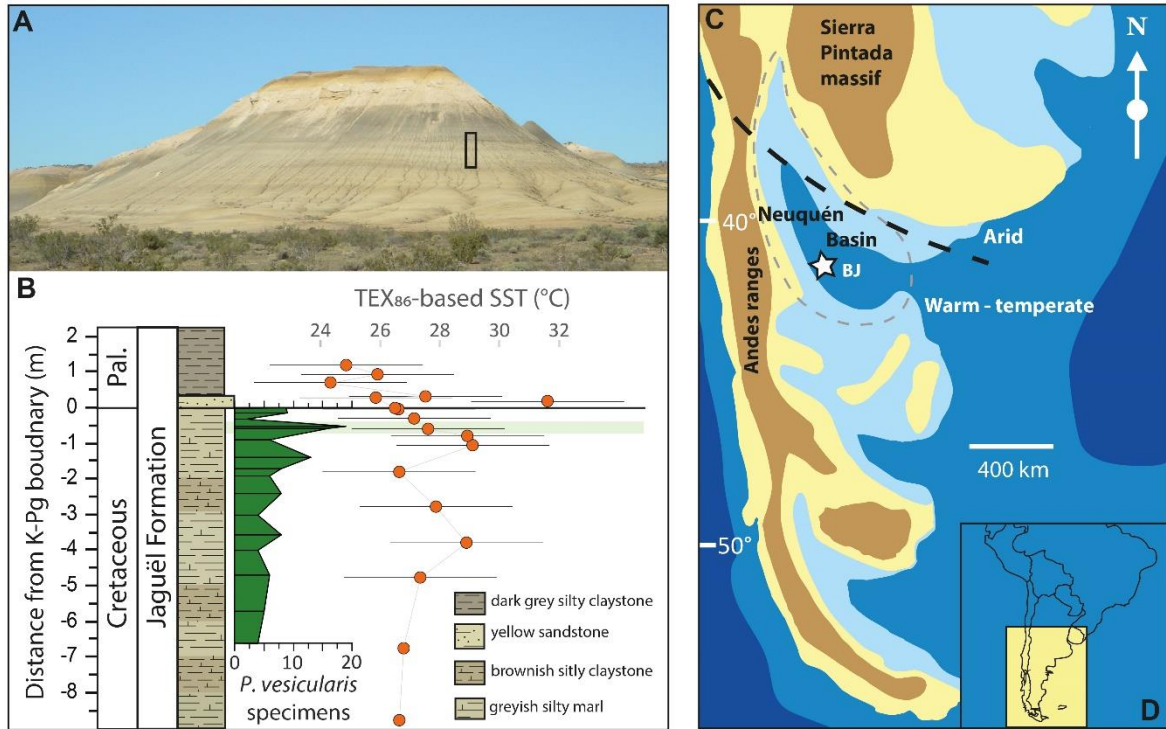 A
B
TEX₈₆-based SST (°C)
24 26 28 30 32
Distance from K-Pg boudnary (m)
2
1
0
-1
-2
-3
-4
-5
-7
-8
Pal.
Cretaceous
Jagüël Formation
dark grey silty claystone
yellow sandstone
brownish sitly claystone
greyish silty marl
0 10 20
P. vesicularis
specimens
C
Sierra
Pintada
massif
N
40°
Neuquén
Basin
Arid
BJ
Warm - temperate
Andes ranges
400 km
50°
D